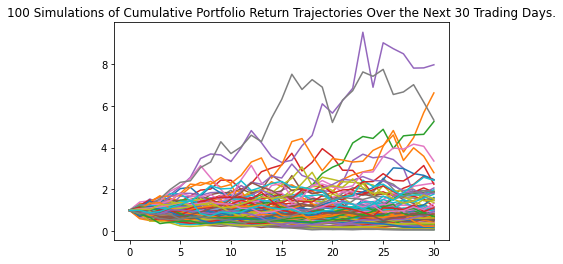 100 Simulations of Cumulative Portfolio Return Trajectories Over the Next 30 Trading Days.
8
6
4
2
0
0 5 10 15 20 25 30